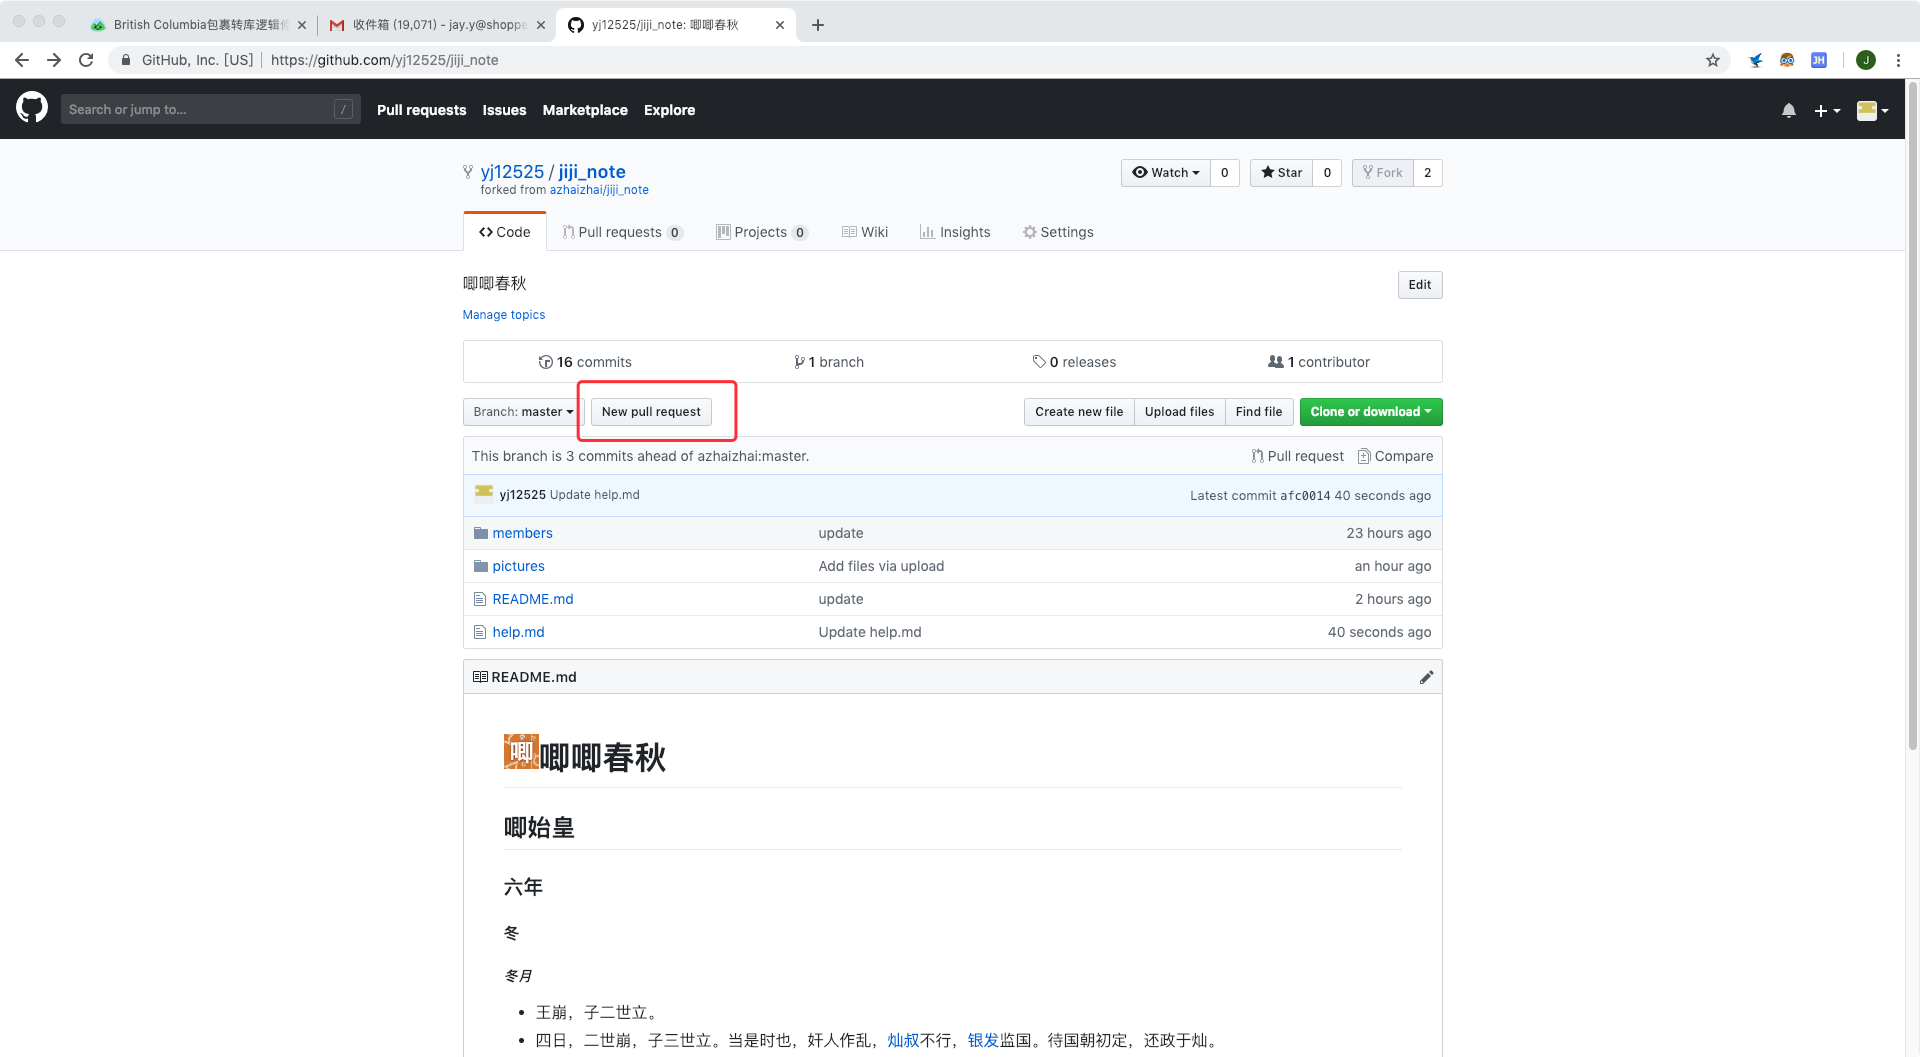 British Columbia包裹转库逻辑
收件箱 (19,071) - jay.y@shoppe
yj12525/jiji_note: 唧唧春秋
GitHub, Inc. [US] https://github.com/yj12525/jiji_note
JH
J
Search or jump to... /
Pull requests Issues Marketplace Explore
yj12525 / jiji_note
forked from azhaizhai/jiji_note
Watch 0 Star 0 Fork 2
Code Pull requests 0 Projects 0 Wiki Insights Settings
唧唧春秋
Edit
Manage topics
16 commits 1 branch 0 releases 1 contributor
Branch: master New pull request Create new file Upload files Find file Clone or download
This branch is 3 commits ahead of azhaizhai:master. Pull request Compare
yj12525 Update help.md Latest commit afc0014 40 seconds ago
members update 23 hours ago
pictures Add files via upload an hour ago
README.md update 2 hours ago
help.md Update help.md 40 seconds ago
README.md
唧唧唧春秋
唧始皇
六年
冬
冬月
王崩，子二世立。
四日，二世崩，子三世立。当是时也，奸人作乱，灿叔不行，银发监国。待国朝初定，还政于灿。